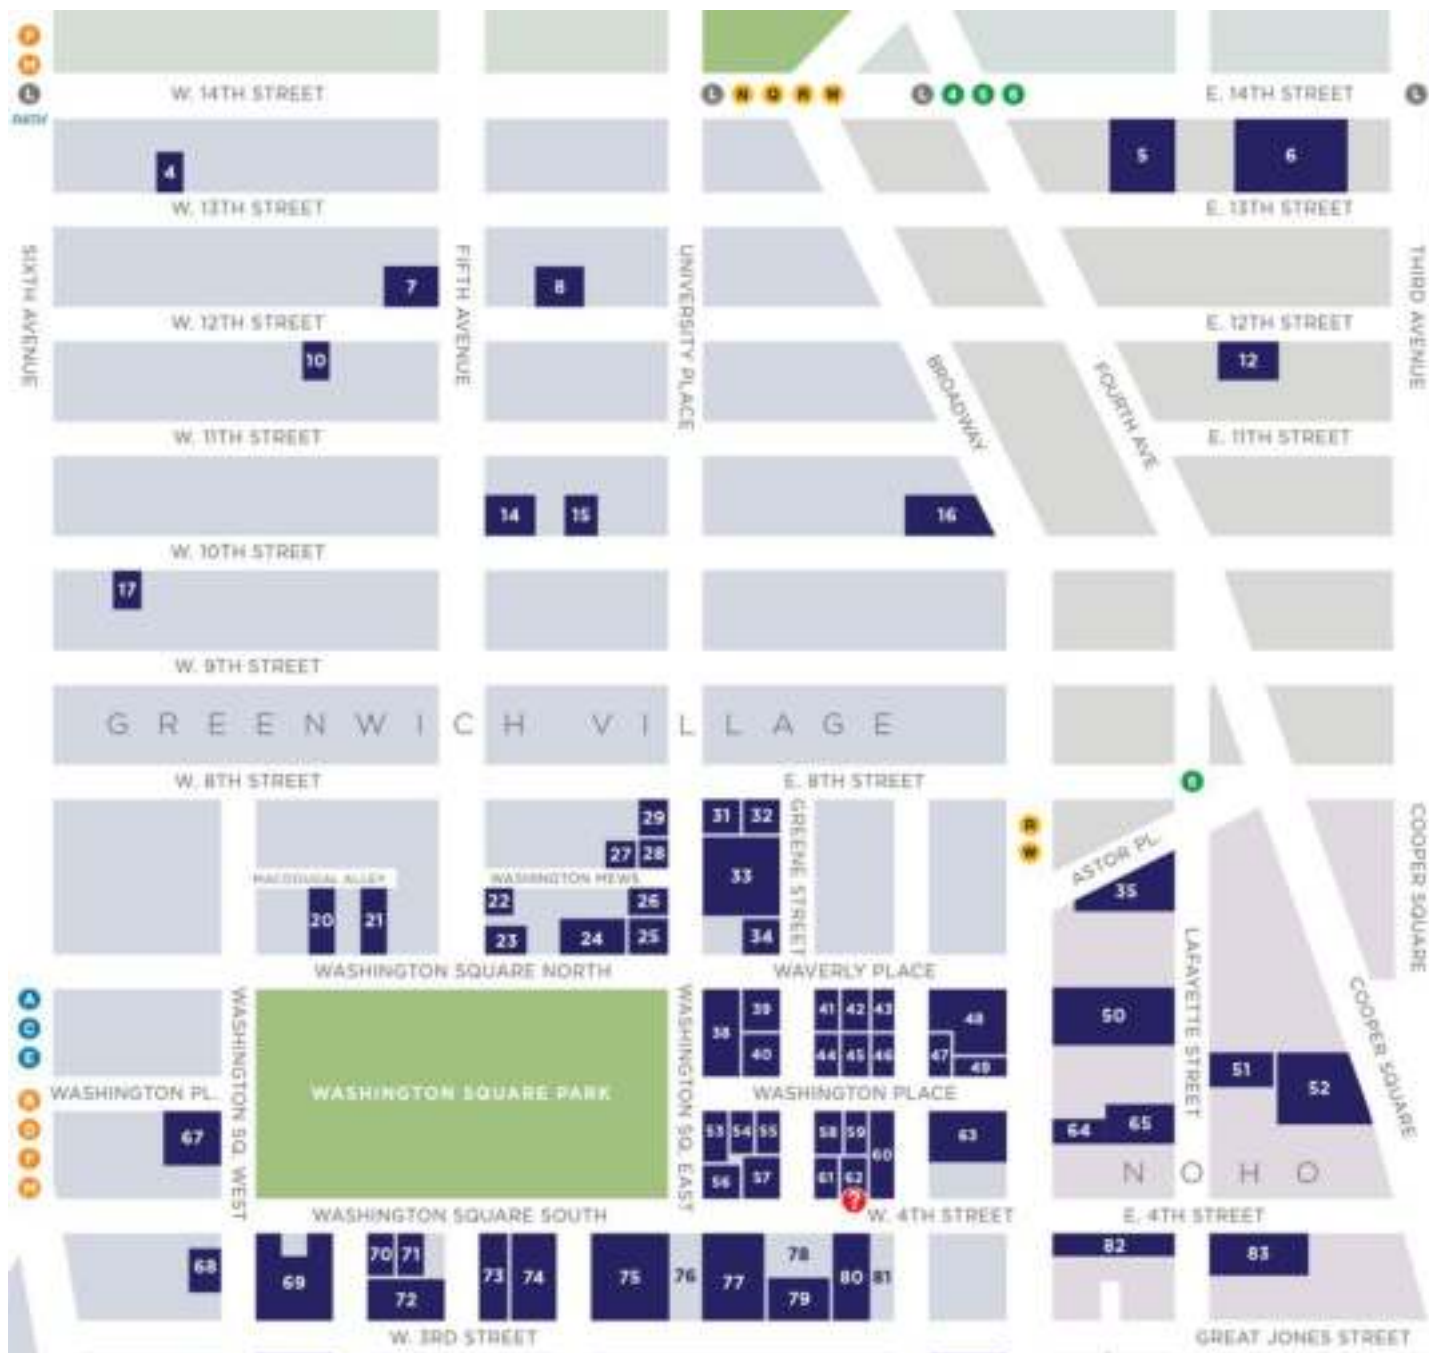 F
M
L
PATH
W. 14TH STREET
L N Q R W
L 4 5 6
E. 14TH STREET
L
4
5
6
W. 13TH STREET
E. 13TH STREET
SIXTH AVENUE
FIFTH AVENUE
UNIVERSITY PLACE
THIRD AVENUE
7
8
W. 12TH STREET
E. 12TH STREET
10
12
BROADWAY
FOURTH AVE
W. 11TH STREET
E. 11TH STREET
14
15
16
W. 10TH STREET
17
W. 9TH STREET
GREENWICH VILLAGE
W. 8TH STREET
E. 8TH STREET
6
29
31
32
GREENE STREET
R
W
COOPER SQUARE
27
28
33
ASTOR PL.
MACDOUGAL ALLEY
WASHINGTON MEWS
35
20
21
22
26
23
24
25
34
LAFAYETTE STREET
WASHINGTON SQUARE NORTH
WAVERLY PLACE
A
C
E
WASHINGTON SQ. WEST
WASHINGTON SQ. EAST
38
39
41
42
43
48
50
COOPER SQUARE
40
44
45
46
47
49
51
52
WASHINGTON PL.
WASHINGTON SQUARE PARK
WASHINGTON PLACE
B
D
F
M
67
53
54
55
58
59
60
63
64
65
56
57
61
62
?
NOHO
WASHINGTON SQUARE SOUTH
W. 4TH STREET
E. 4TH STREET
68
69
70
71
72
73
74
75
76
77
78
79
80
81
82
83
W. 3RD STREET
GREAT JONES STREET